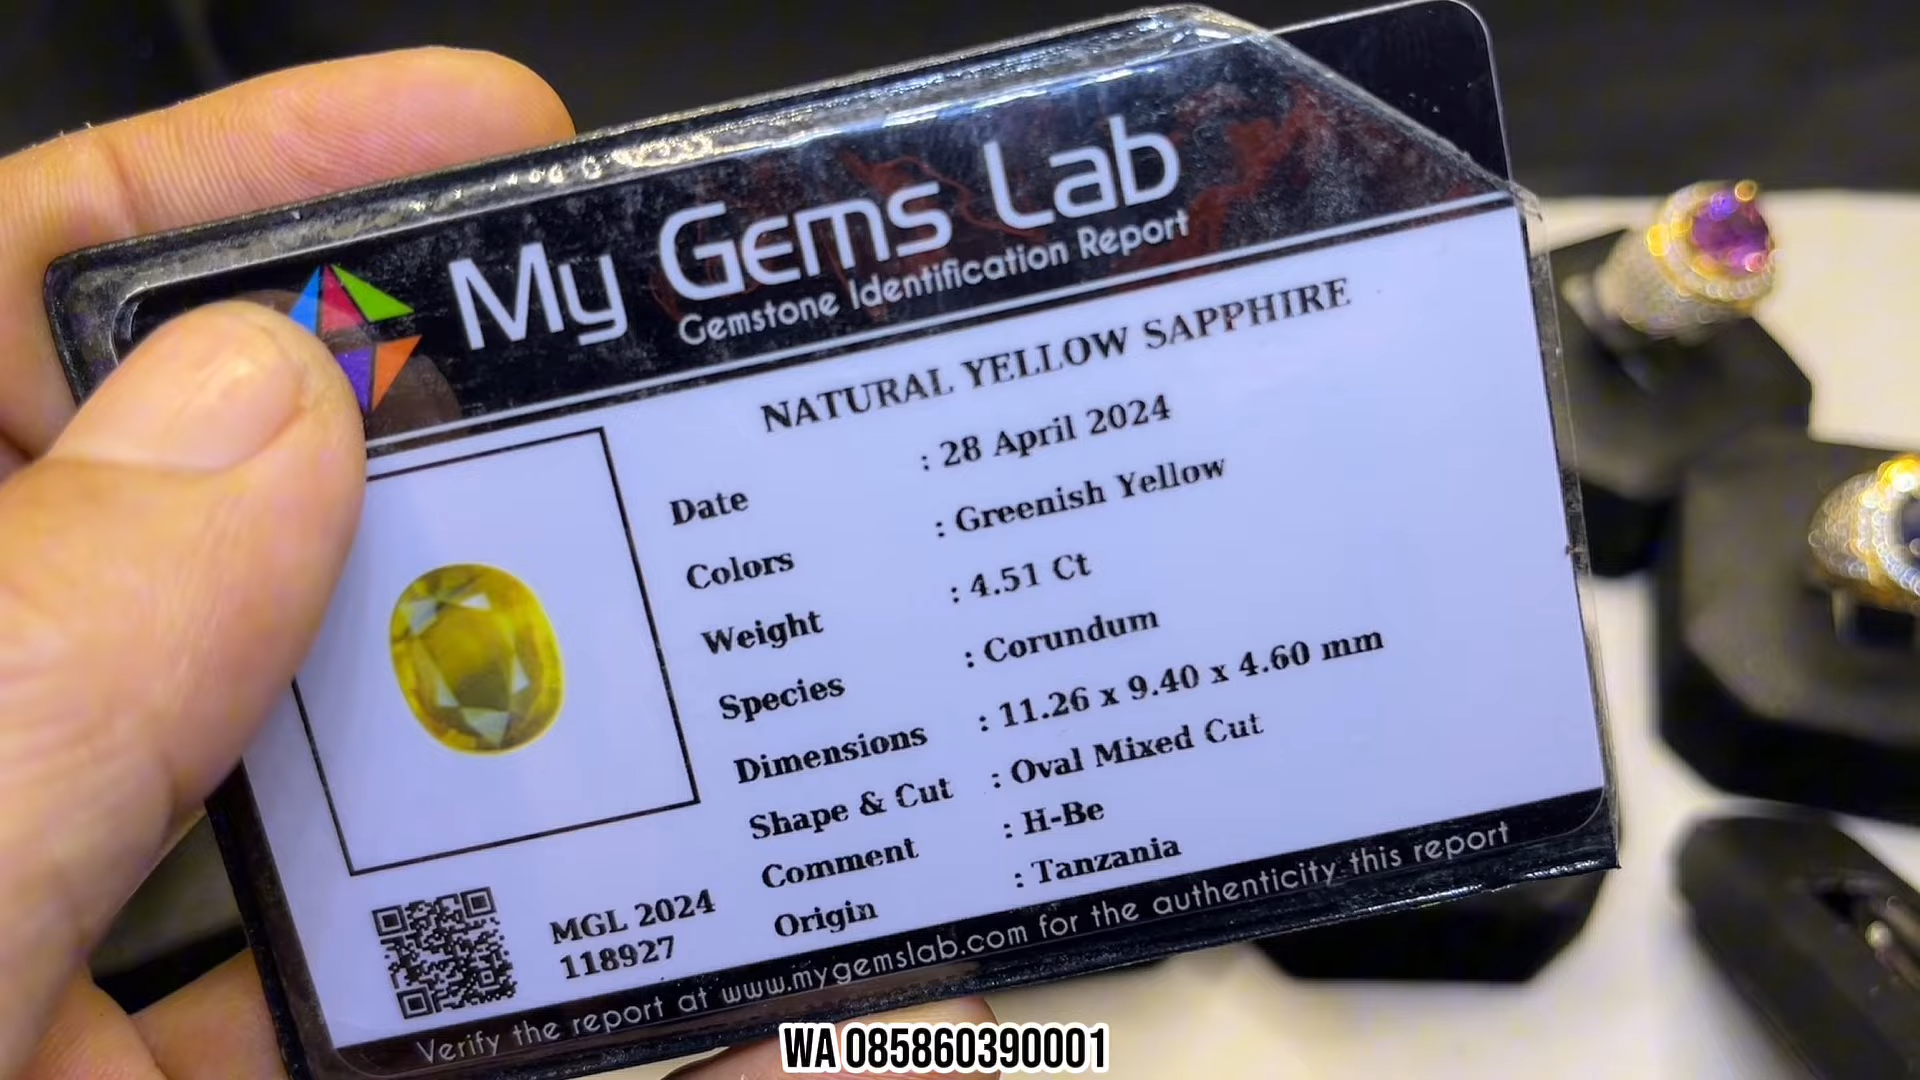 My Gems Lab
Gemstone Identification Report
NATURAL YELLOW SAPPHIRE
Date : 28 April 2024
Colors : Greenish Yellow
Weight : 4.51 Ct
Species : Corundum
Dimensions : 11.26 x 9.40 x 4.60 mm
Shape & Cut : Oval Mixed Cut
Comment : H-Be
Origin : Tanzania
MGL 2024
118927
Verify the report at www.mygemslab.com for the authenticity this report
WA 085860390001